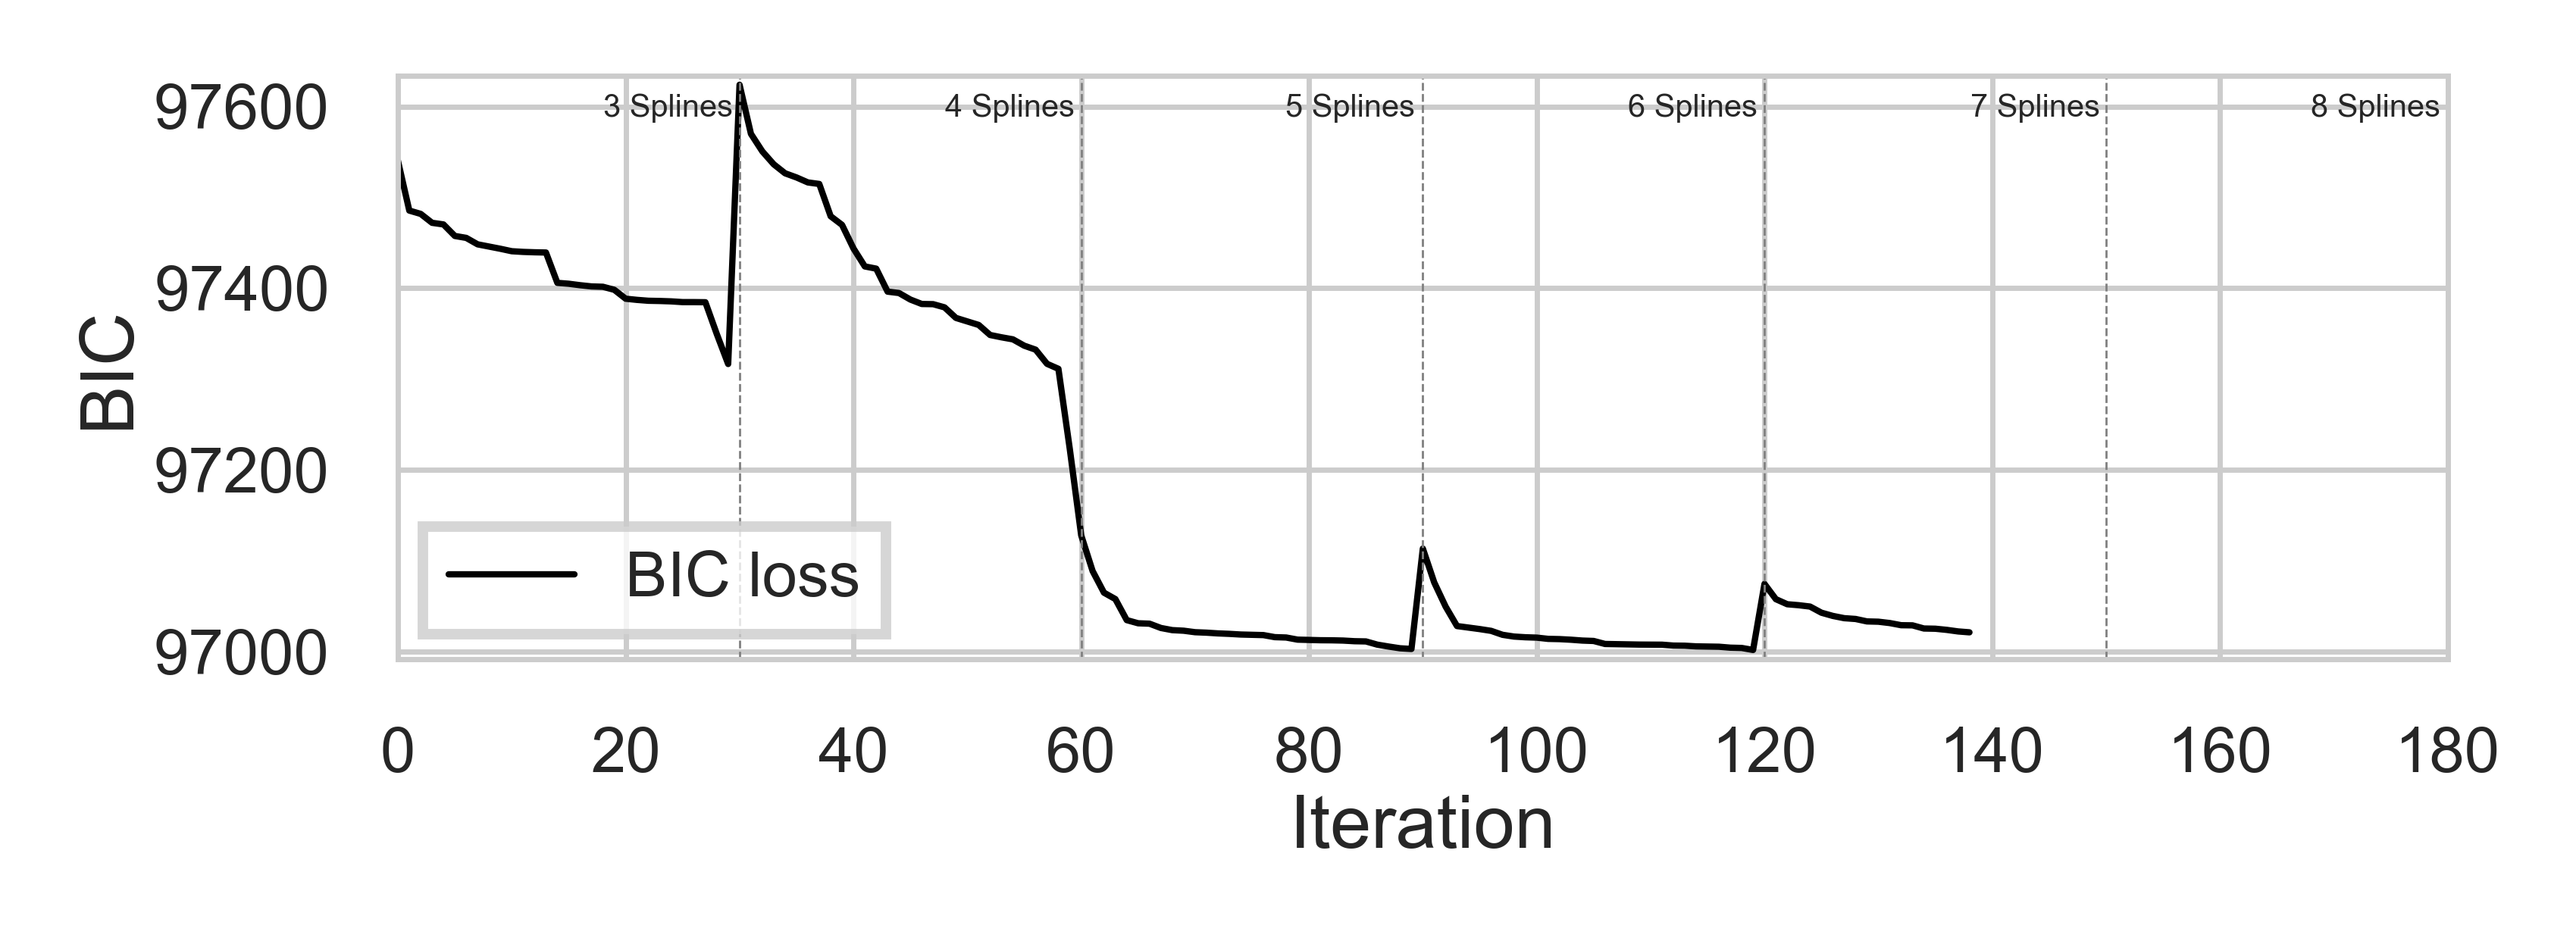 97600
97400
97200
97000
BIC
3 Splines
4 Splines
5 Splines
6 Splines
7 Splines
8 Splines
BIC loss
0 20 40 60 80 100 120 140 160 180
Iteration